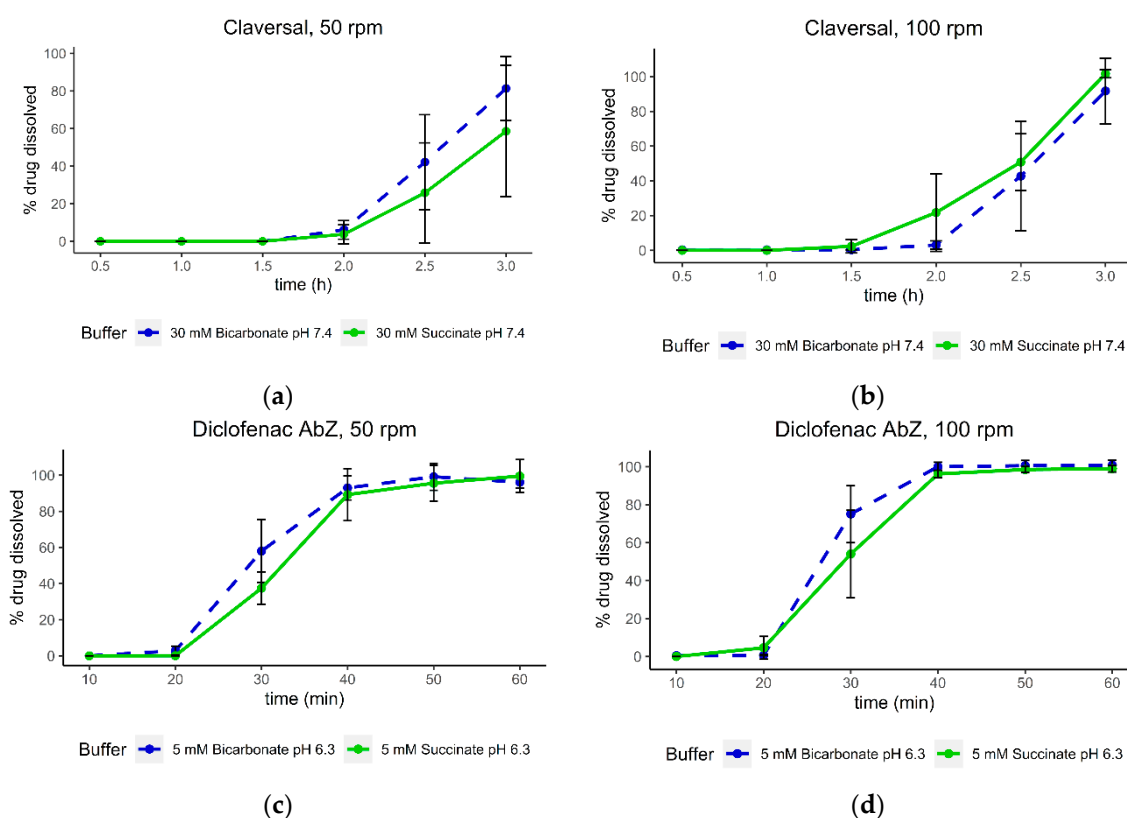 Claversal, 50 rpm
% drug dissolved
100
80
60
40
20
0
0.5 1.0 1.5 2.0 2.5 3.0
time (h)
Buffer 30 mM Bicarbonate pH 7.4 30 mM Succinate pH 7.4
(a)
Claversal, 100 rpm
% drug dissolved
100
80
60
40
20
0
0.5 1.0 1.5 2.0 2.5 3.0
time (h)
Buffer 30 mM Bicarbonate pH 7.4 30 mM Succinate pH 7.4
(b)
Diclofenac AbZ, 50 rpm
% drug dissolved
100
80
60
40
20
0
10 20 30 40 50 60
time (min)
Buffer 5 mM Bicarbonate pH 6.3 5 mM Succinate pH 6.3
(c)
Diclofenac AbZ, 100 rpm
% drug dissolved
100
80
60
40
20
0
10 20 30 40 50 60
time (min)
Buffer 5 mM Bicarbonate pH 6.3 5 mM Succinate pH 6.3
(d)